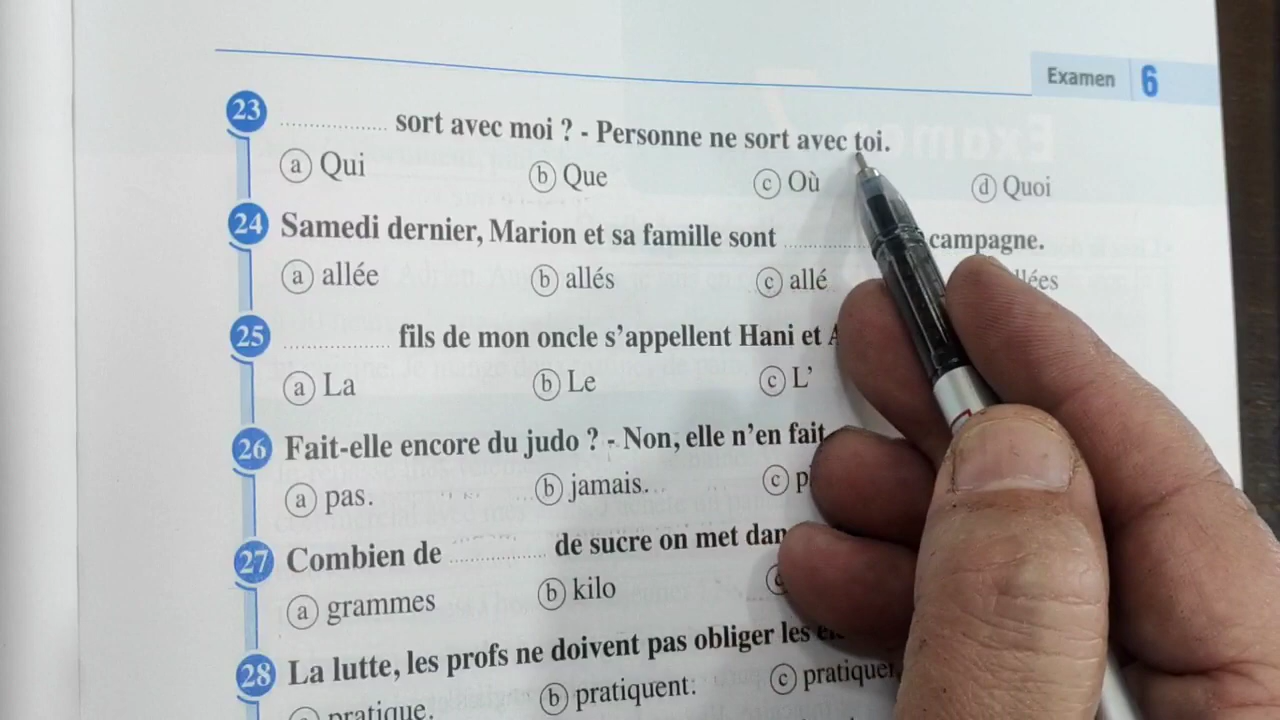 Examen 6
23 ............ sort avec moi ? - Personne ne sort avec toi.
a Qui b Que c Où d Quoi
24 Samedi dernier, Marion et sa famille sont ............ campagne.
a allée b allés c allé
25 ............ fils de mon oncle s'appellent Hani et
a La b Le c L'
26 Fait-elle encore du judo ? - Non, elle n'en fait
a pas. b jamais. c
27 Combien de ............ de sucre on met
a grammes b kilo
28 La lutte, les profs ne doivent pas obliger les
a pratique. b pratiquent. c pratiquer